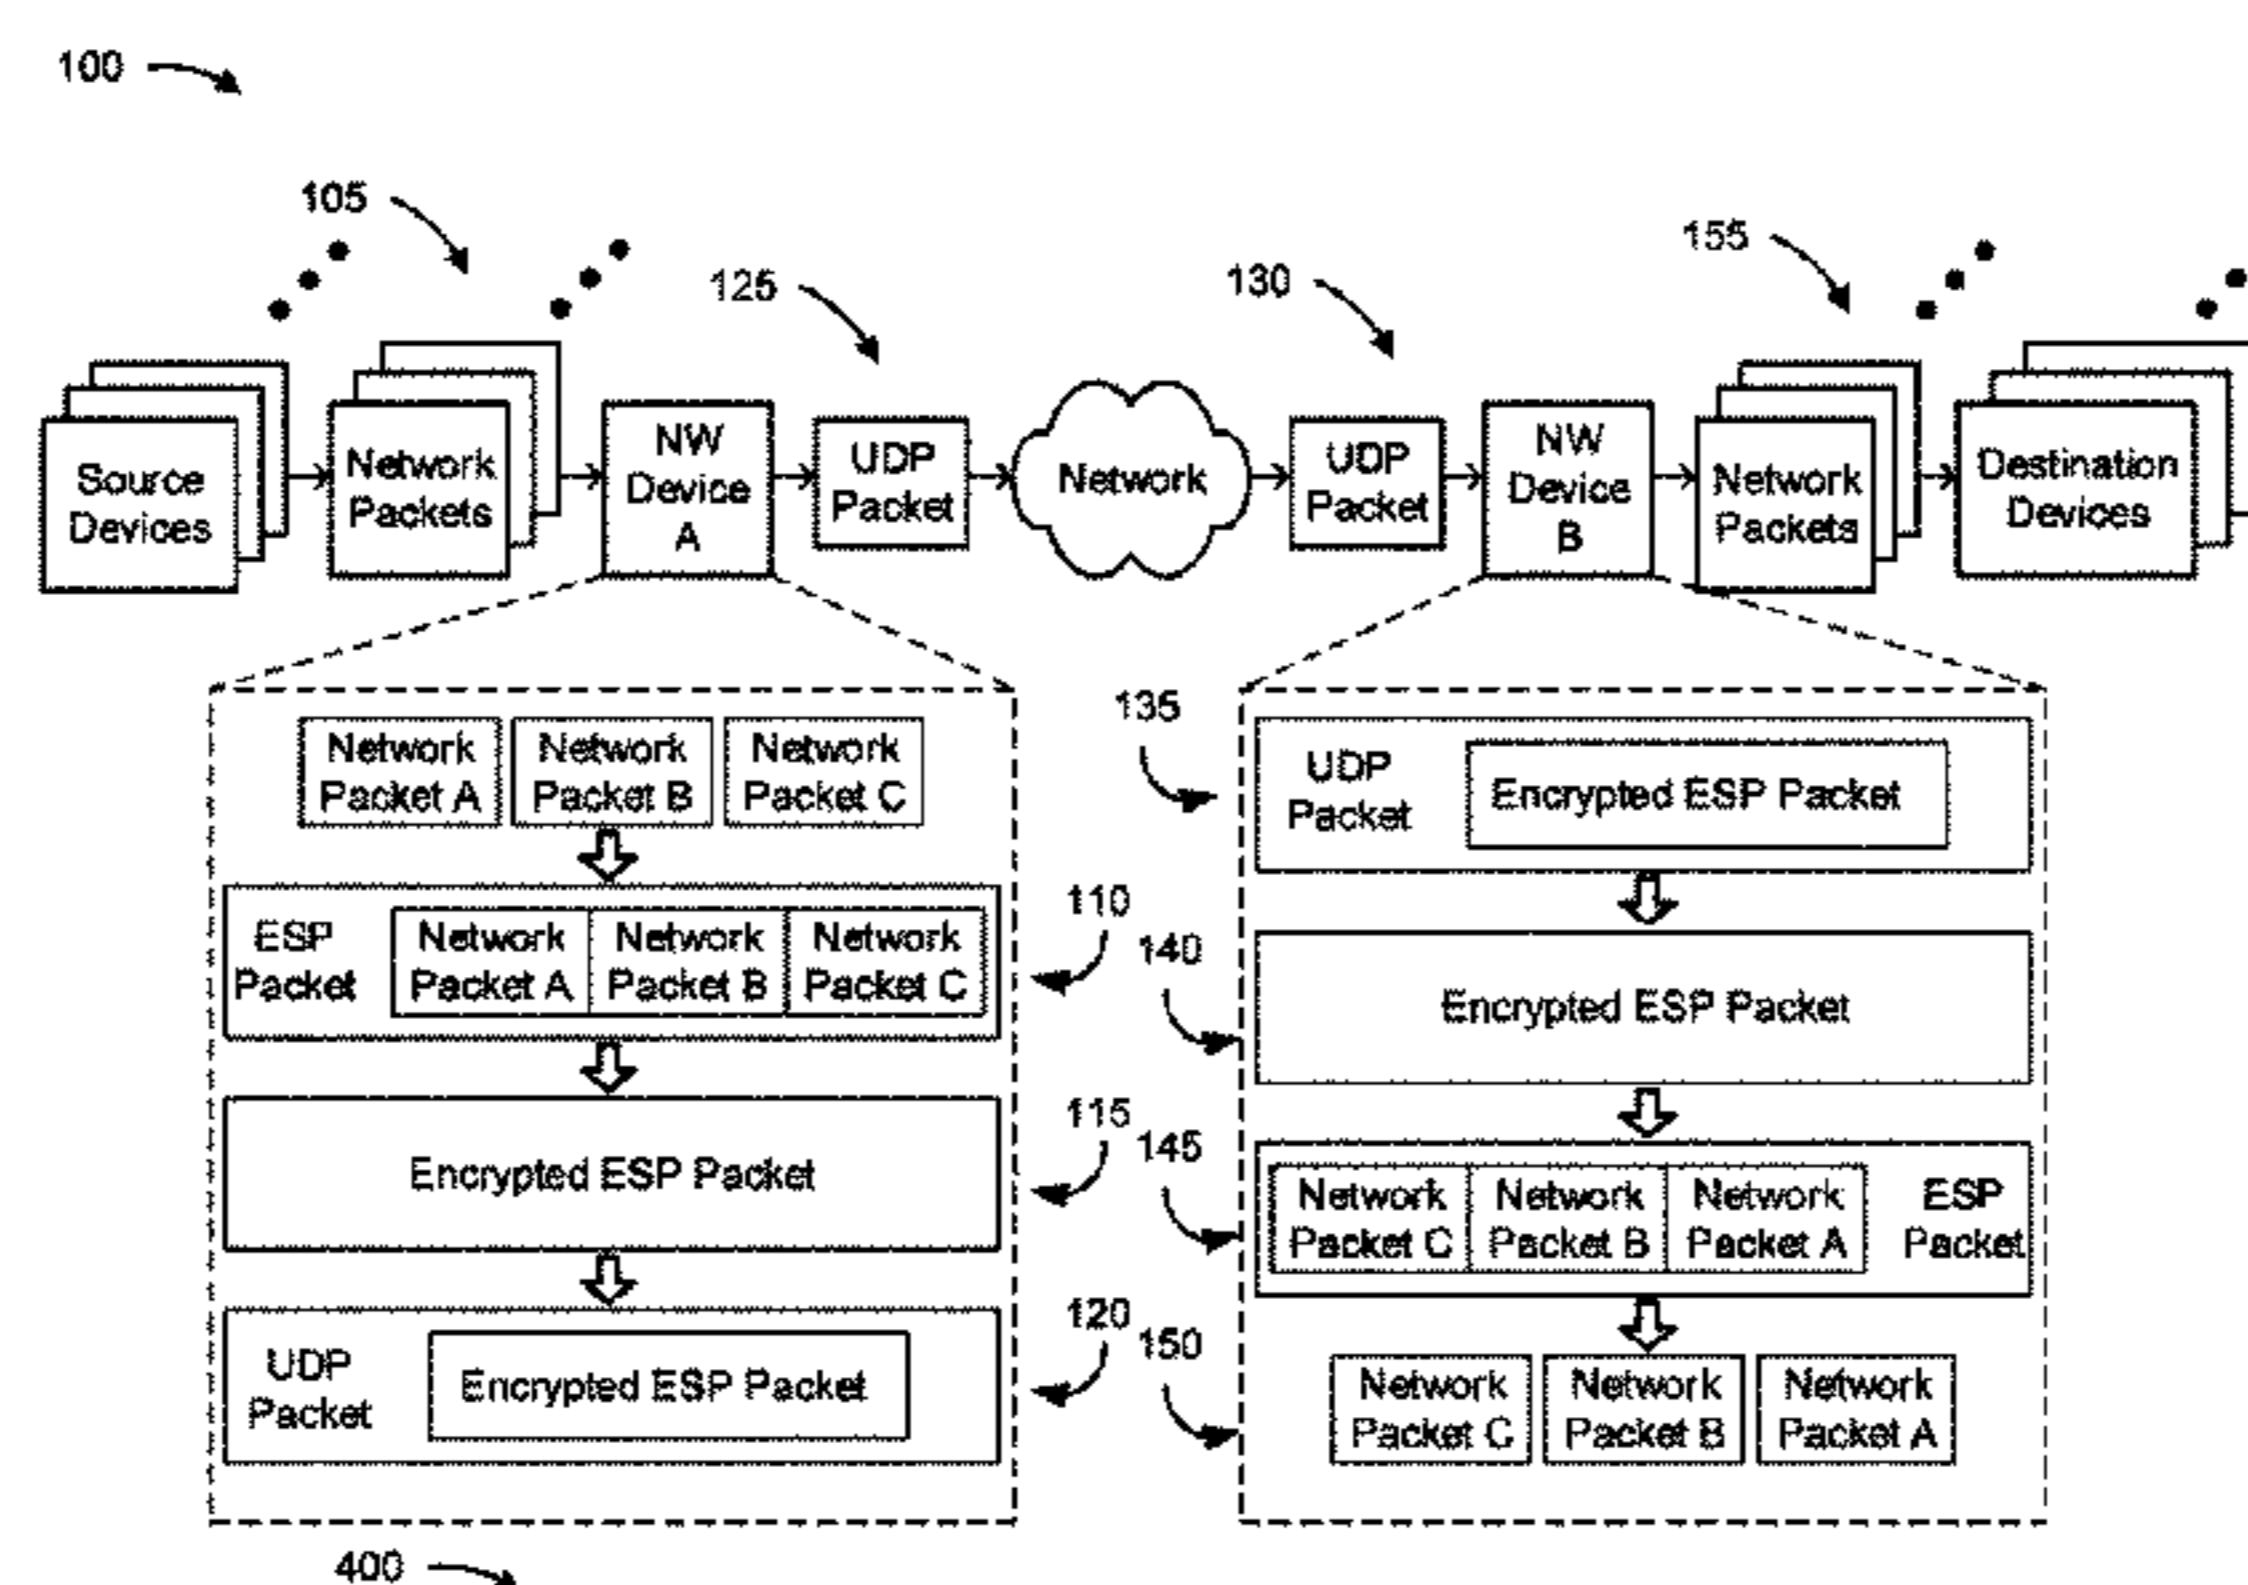 100
105
125
130
155
Source
Devices
Network
Packets
NW
Device
A
UDP
Packet
Network
UDP
Packet
NW
Device
B
Network
Packets
Destination
Devices
Network
Packet A
Network
Packet B
Network
Packet C
110
ESP
Packet
Network
Packet A
Network
Packet B
Network
Packet C
115
Encrypted ESP Packet
120
UDP
Packet
Encrypted ESP Packet
135
UDP
Packet
Encrypted ESP Packet
140
Encrypted ESP Packet
145
Network
Packet C
Network
Packet B
Network
Packet A
ESP
Packet
150
Network
Packet C
Network
Packet B
Network
Packet A
400